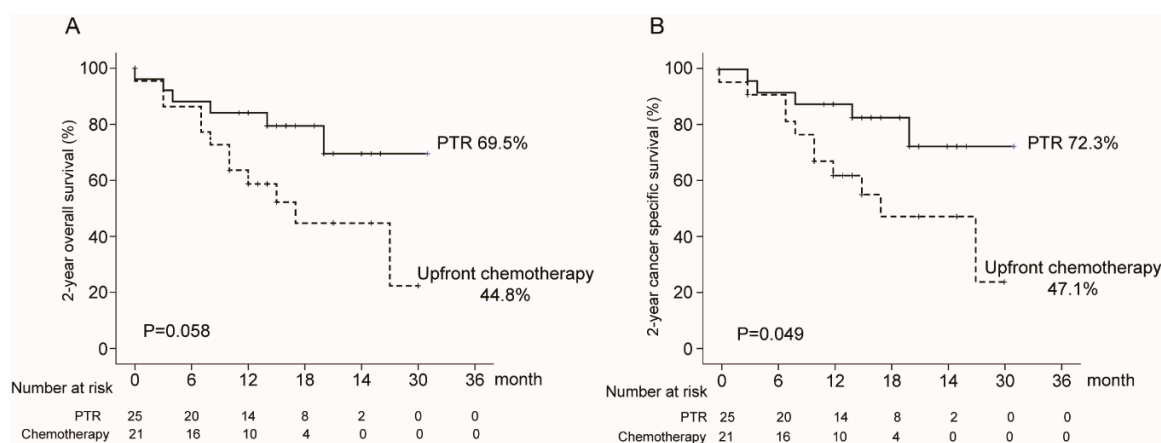 A
2-year overall survival (%)
100
80
60
40
20
0
PTR 69.5%
Upfront chemotherapy
44.8%
P=0.058
0 6 12 18 14 30 36 month
Number at risk
PTR 25 20 14 8 2 0 0
Chemotherapy 21 16 10 4 0 0 0
B
2-year cancer specific survival (%)
100
80
60
40
20
0
PTR 72.3%
Upfront chemotherapy
47.1%
P=0.049
0 6 12 18 14 30 36 month
Number at risk
PTR 25 20 14 8 2 0 0
Chemotherapy 21 16 10 4 0 0 0